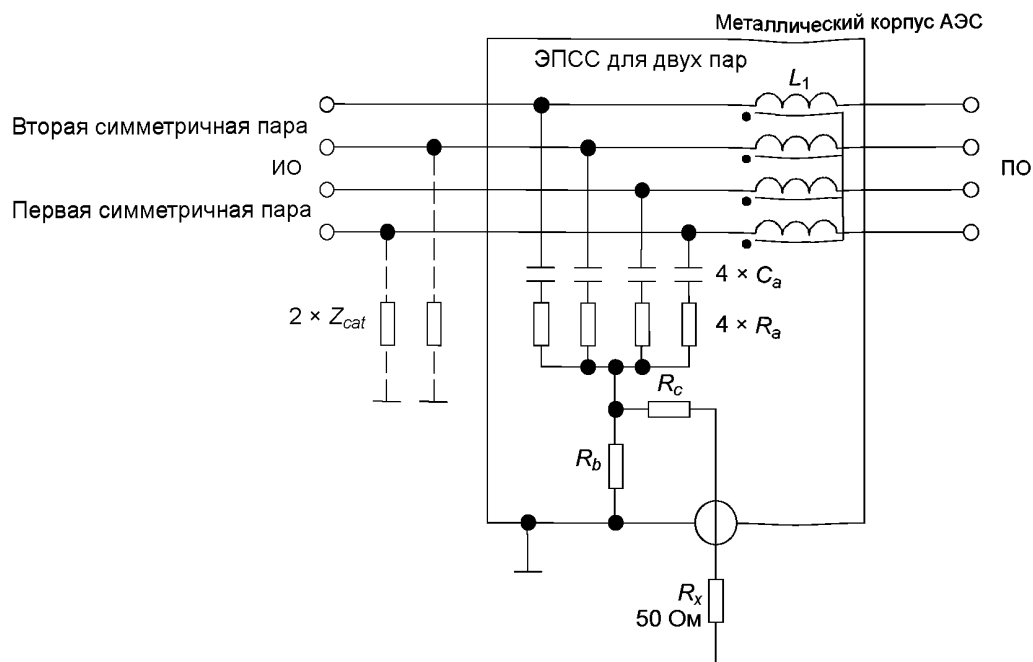 Металлический корпус АЭС
ЭПСС для двух пар
L1
Вторая симметричная пара
ИО
ПО
Первая симметричная пара
4 × Ca
2 × Zcat
4 × Ra
Rc
Rb
Rx
50 Ом